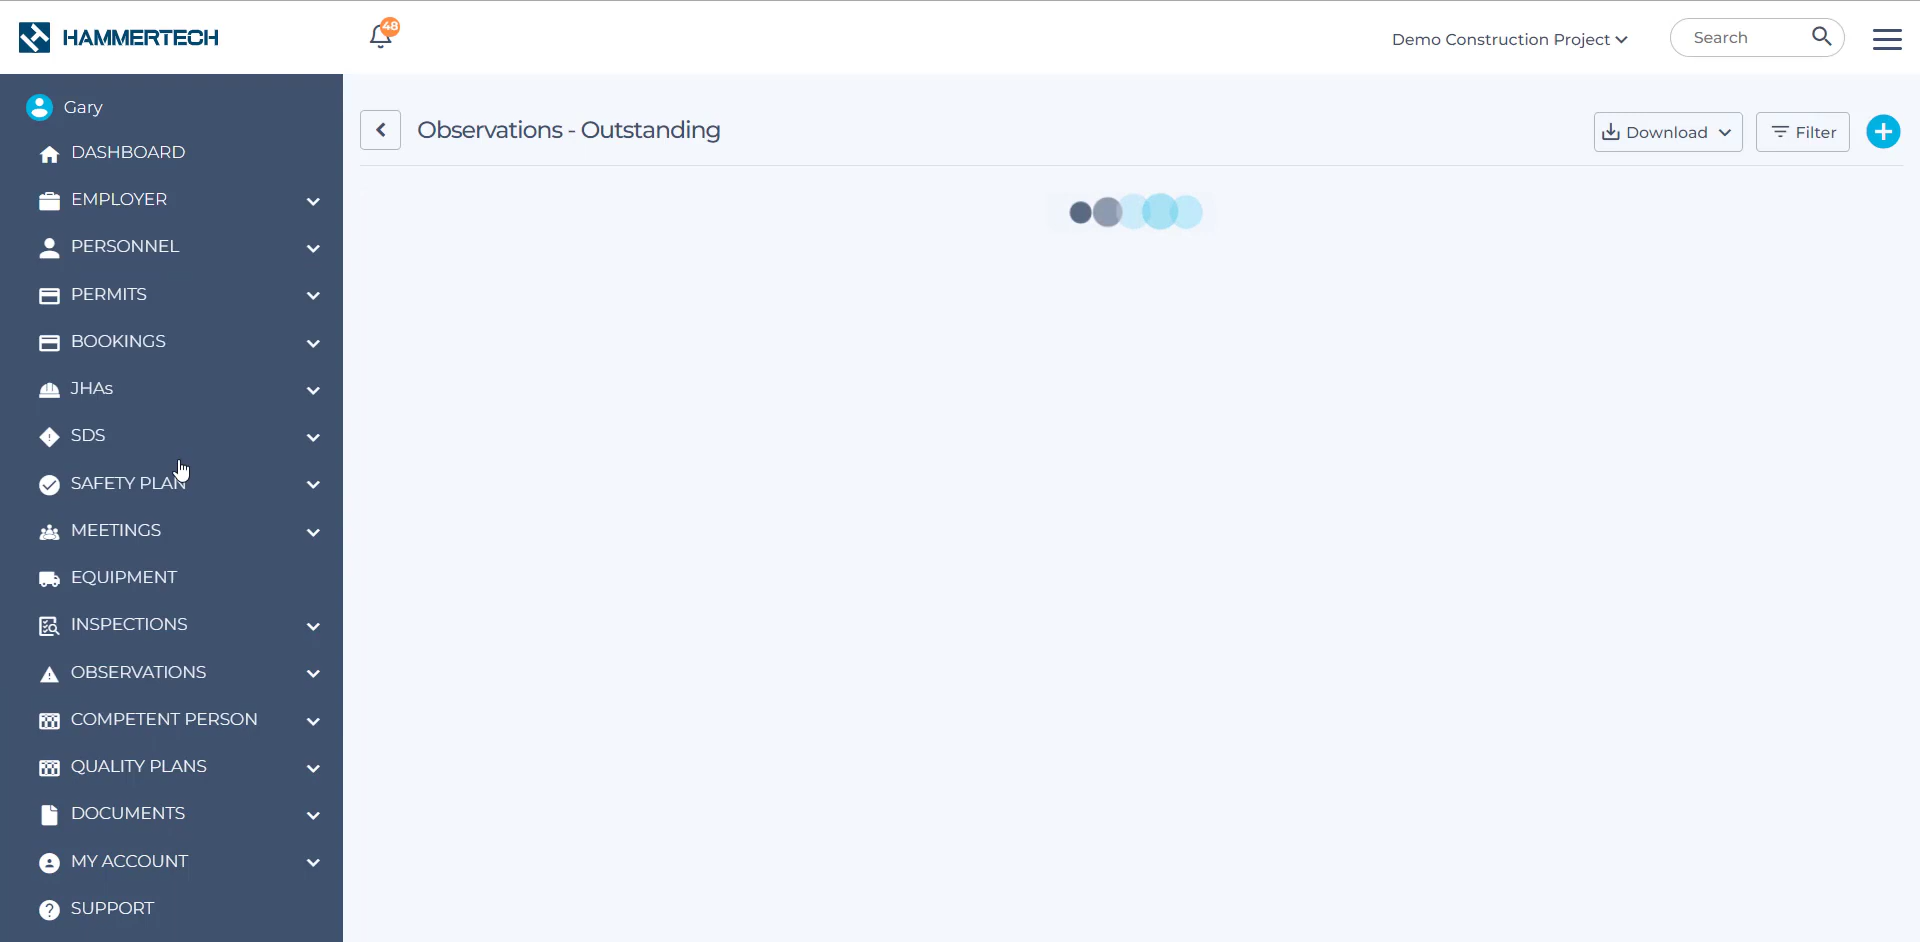 HAMMERTECH
48
Demo Construction Project
Search
Gary
DASHBOARD
EMPLOYER
PERSONNEL
PERMITS
BOOKINGS
JHAs
SDS
SAFETY PLAN
MEETINGS
EQUIPMENT
INSPECTIONS
OBSERVATIONS
COMPETENT PERSON
QUALITY PLANS
DOCUMENTS
MY ACCOUNT
SUPPORT
Observations - Outstanding
Download
Filter